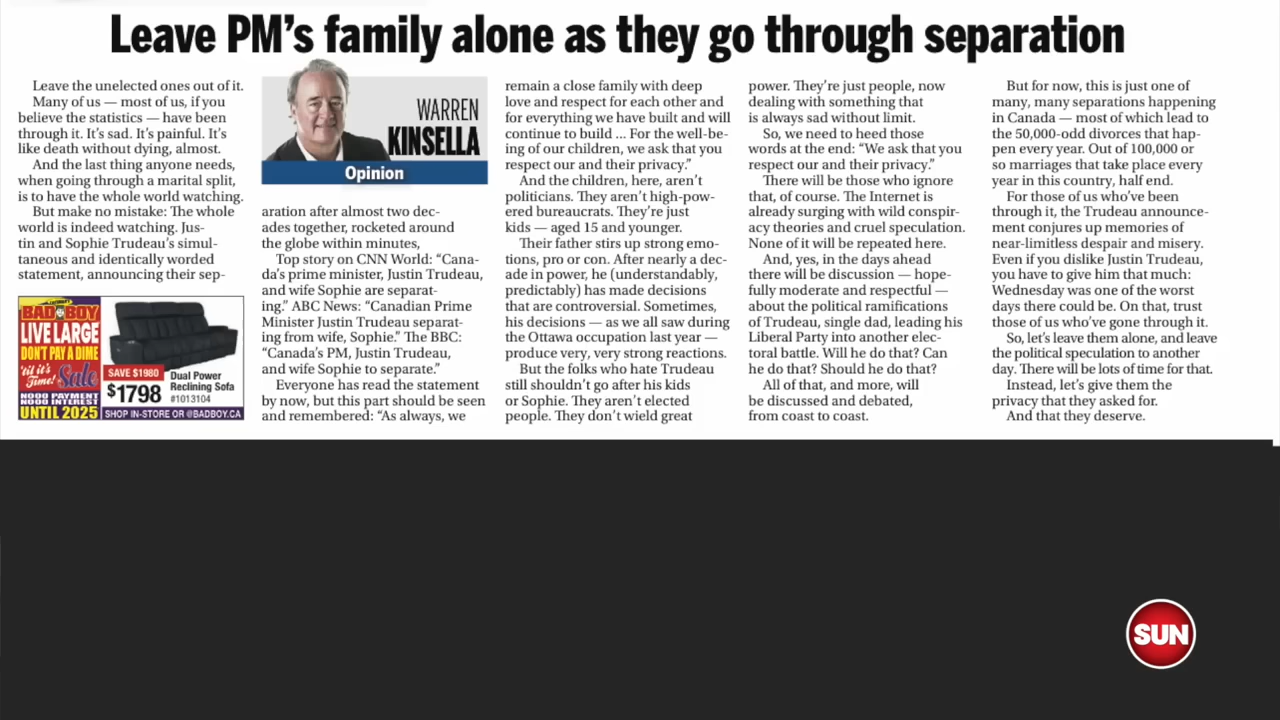 Leave PM’s family alone as they go through separation
Leave the unelected ones out of it.
Many of us — most of us, if you
believe the statistics — have been
through it. It’s sad. It’s painful. It’s
like death without dying, almost.
And the last thing anyone needs,
when going through a marital split,
is to have the whole world watching.
But make no mistake: The whole
world is indeed watching. Jus-
tin and Sophie Trudeau’s simul-
taneous and identically worded
statement, announcing their sep-
BAD BOY
LIVE LARGE
DON'T PAY A DIME
'til it's
Time!
Sale
NOOO PAYMENT
NOOO INTEREST
UNTIL 2025
SAVE $1980
$1798
Dual Power
Reclining Sofa
#1013104
SHOP IN-STORE OR @BADBOY.CA
WARREN
KINSELLA
Opinion
aration after almost two dec-
ades together, rocketed around
the globe within minutes,
Top story on CNN World: “Cana-
da’s prime minister, Justin Trudeau,
and wife Sophie are separat-
ing.” ABC News: “Canadian Prime
Minister Justin Trudeau separat-
ing from wife, Sophie.” The BBC:
“Canada’s PM, Justin Trudeau,
and wife Sophie to separate.”
Everyone has read the statement
by now, but this part should be seen
and remembered: “As always, we
remain a close family with deep
love and respect for each other and
for everything we have built and will
continue to build ... For the well-be-
ing of our children, we ask that you
respect our and their privacy.”
And the children, here, aren’t
politicians. They aren’t high-pow-
ered bureaucrats. They’re just
kids — aged 15 and younger.
Their father stirs up strong emo-
tions, pro or con. After nearly a dec-
ade in power, he (understandably,
predictably) has made decisions
that are controversial. Sometimes,
his decisions — as we all saw during
the Ottawa occupation last year —
produce very, very strong reactions.
But the folks who hate Trudeau
still shouldn’t go after his kids
or Sophie. They aren’t elected
people. They don’t wield great
power. They’re just people, now
dealing with something that
is always sad without limit.
So, we need to heed those
words at the end: “We ask that you
respect our and their privacy.”
There will be those who ignore
that, of course. The Internet is
already surging with wild conspir-
acy theories and cruel speculation.
None of it will be repeated here.
And, yes, in the days ahead
there will be discussion — hope-
fully moderate and respectful —
about the political ramifications
of Trudeau, single dad, leading his
Liberal Party into another elec-
toral battle. Will he do that? Can
he do that? Should he do that?
All of that, and more, will
be discussed and debated,
from coast to coast.
But for now, this is just one of
many, many separations happening
in Canada — most of which lead to
the 50,000-odd divorces that hap-
pen every year. Out of 100,000 or
so marriages that take place every
year in this country, half end.
For those of us who’ve been
through it, the Trudeau announce-
ment conjures up memories of
near-limitless despair and misery.
Even if you dislike Justin Trudeau,
you have to give him that much:
Wednesday was one of the worst
days there could be. On that, trust
those of us who’ve gone through it.
So, let’s leave them alone, and leave
the political speculation to another
day. There will be lots of time for that.
Instead, let’s give them the
privacy that they asked for.
And that they deserve.
SUN